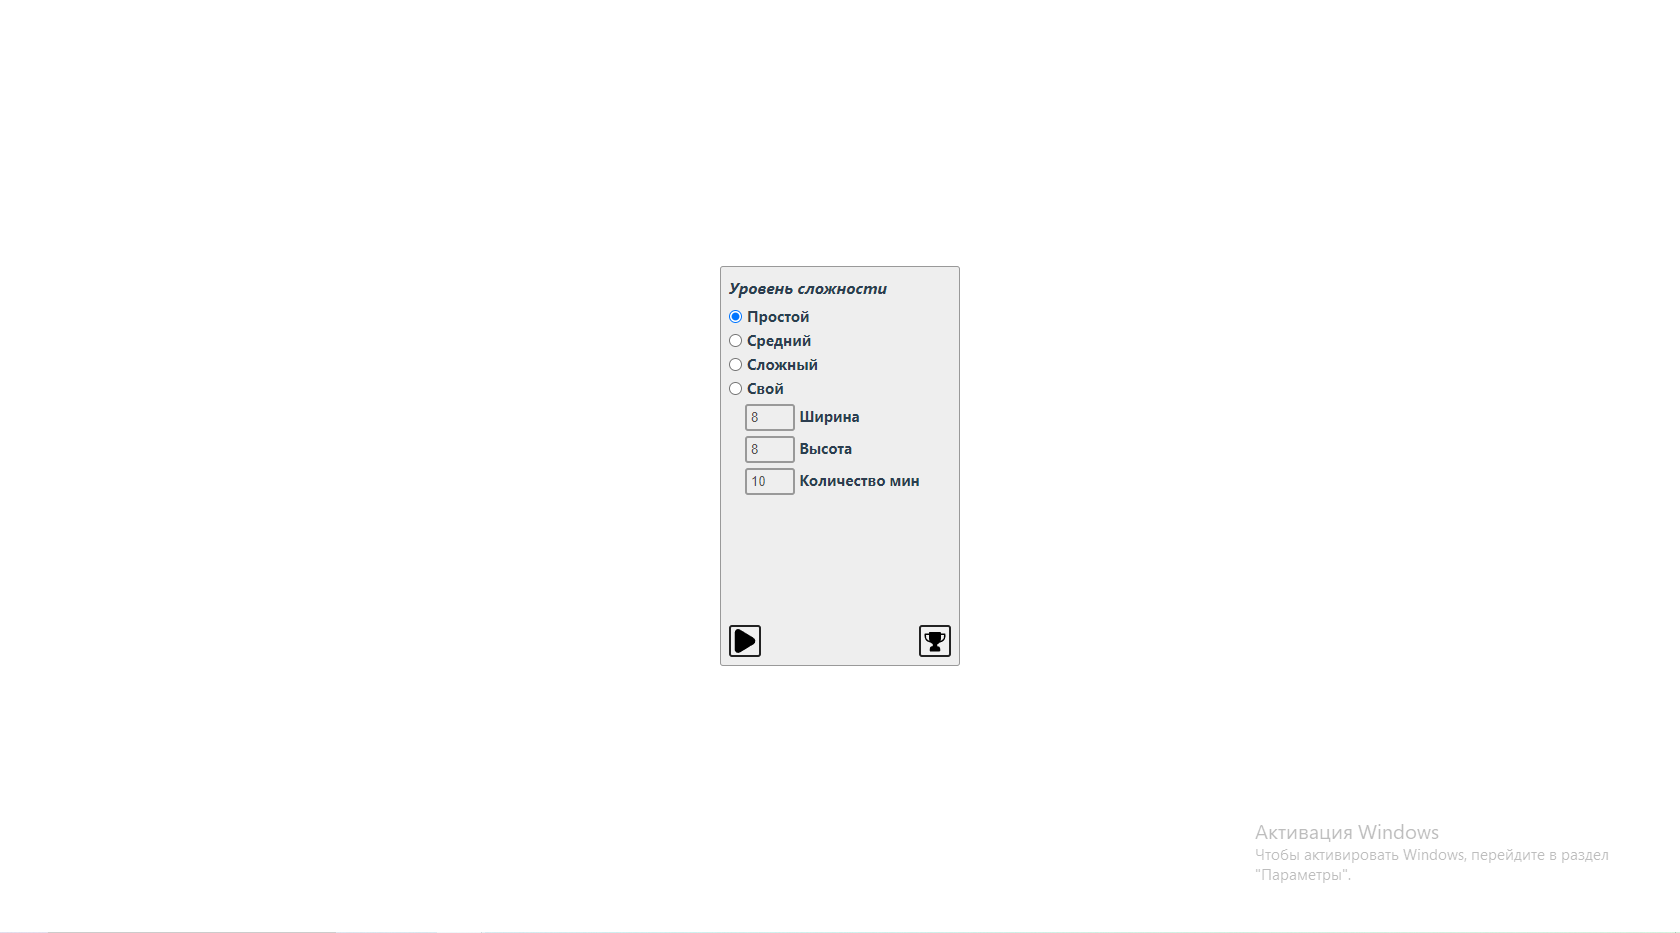 Уровень сложности
Простой
Средний
Сложный
Свой
8 Ширина
8 Высота
10 Количество мин
Активация Windows
Чтобы активировать Windows, перейдите в раздел
"Параметры".